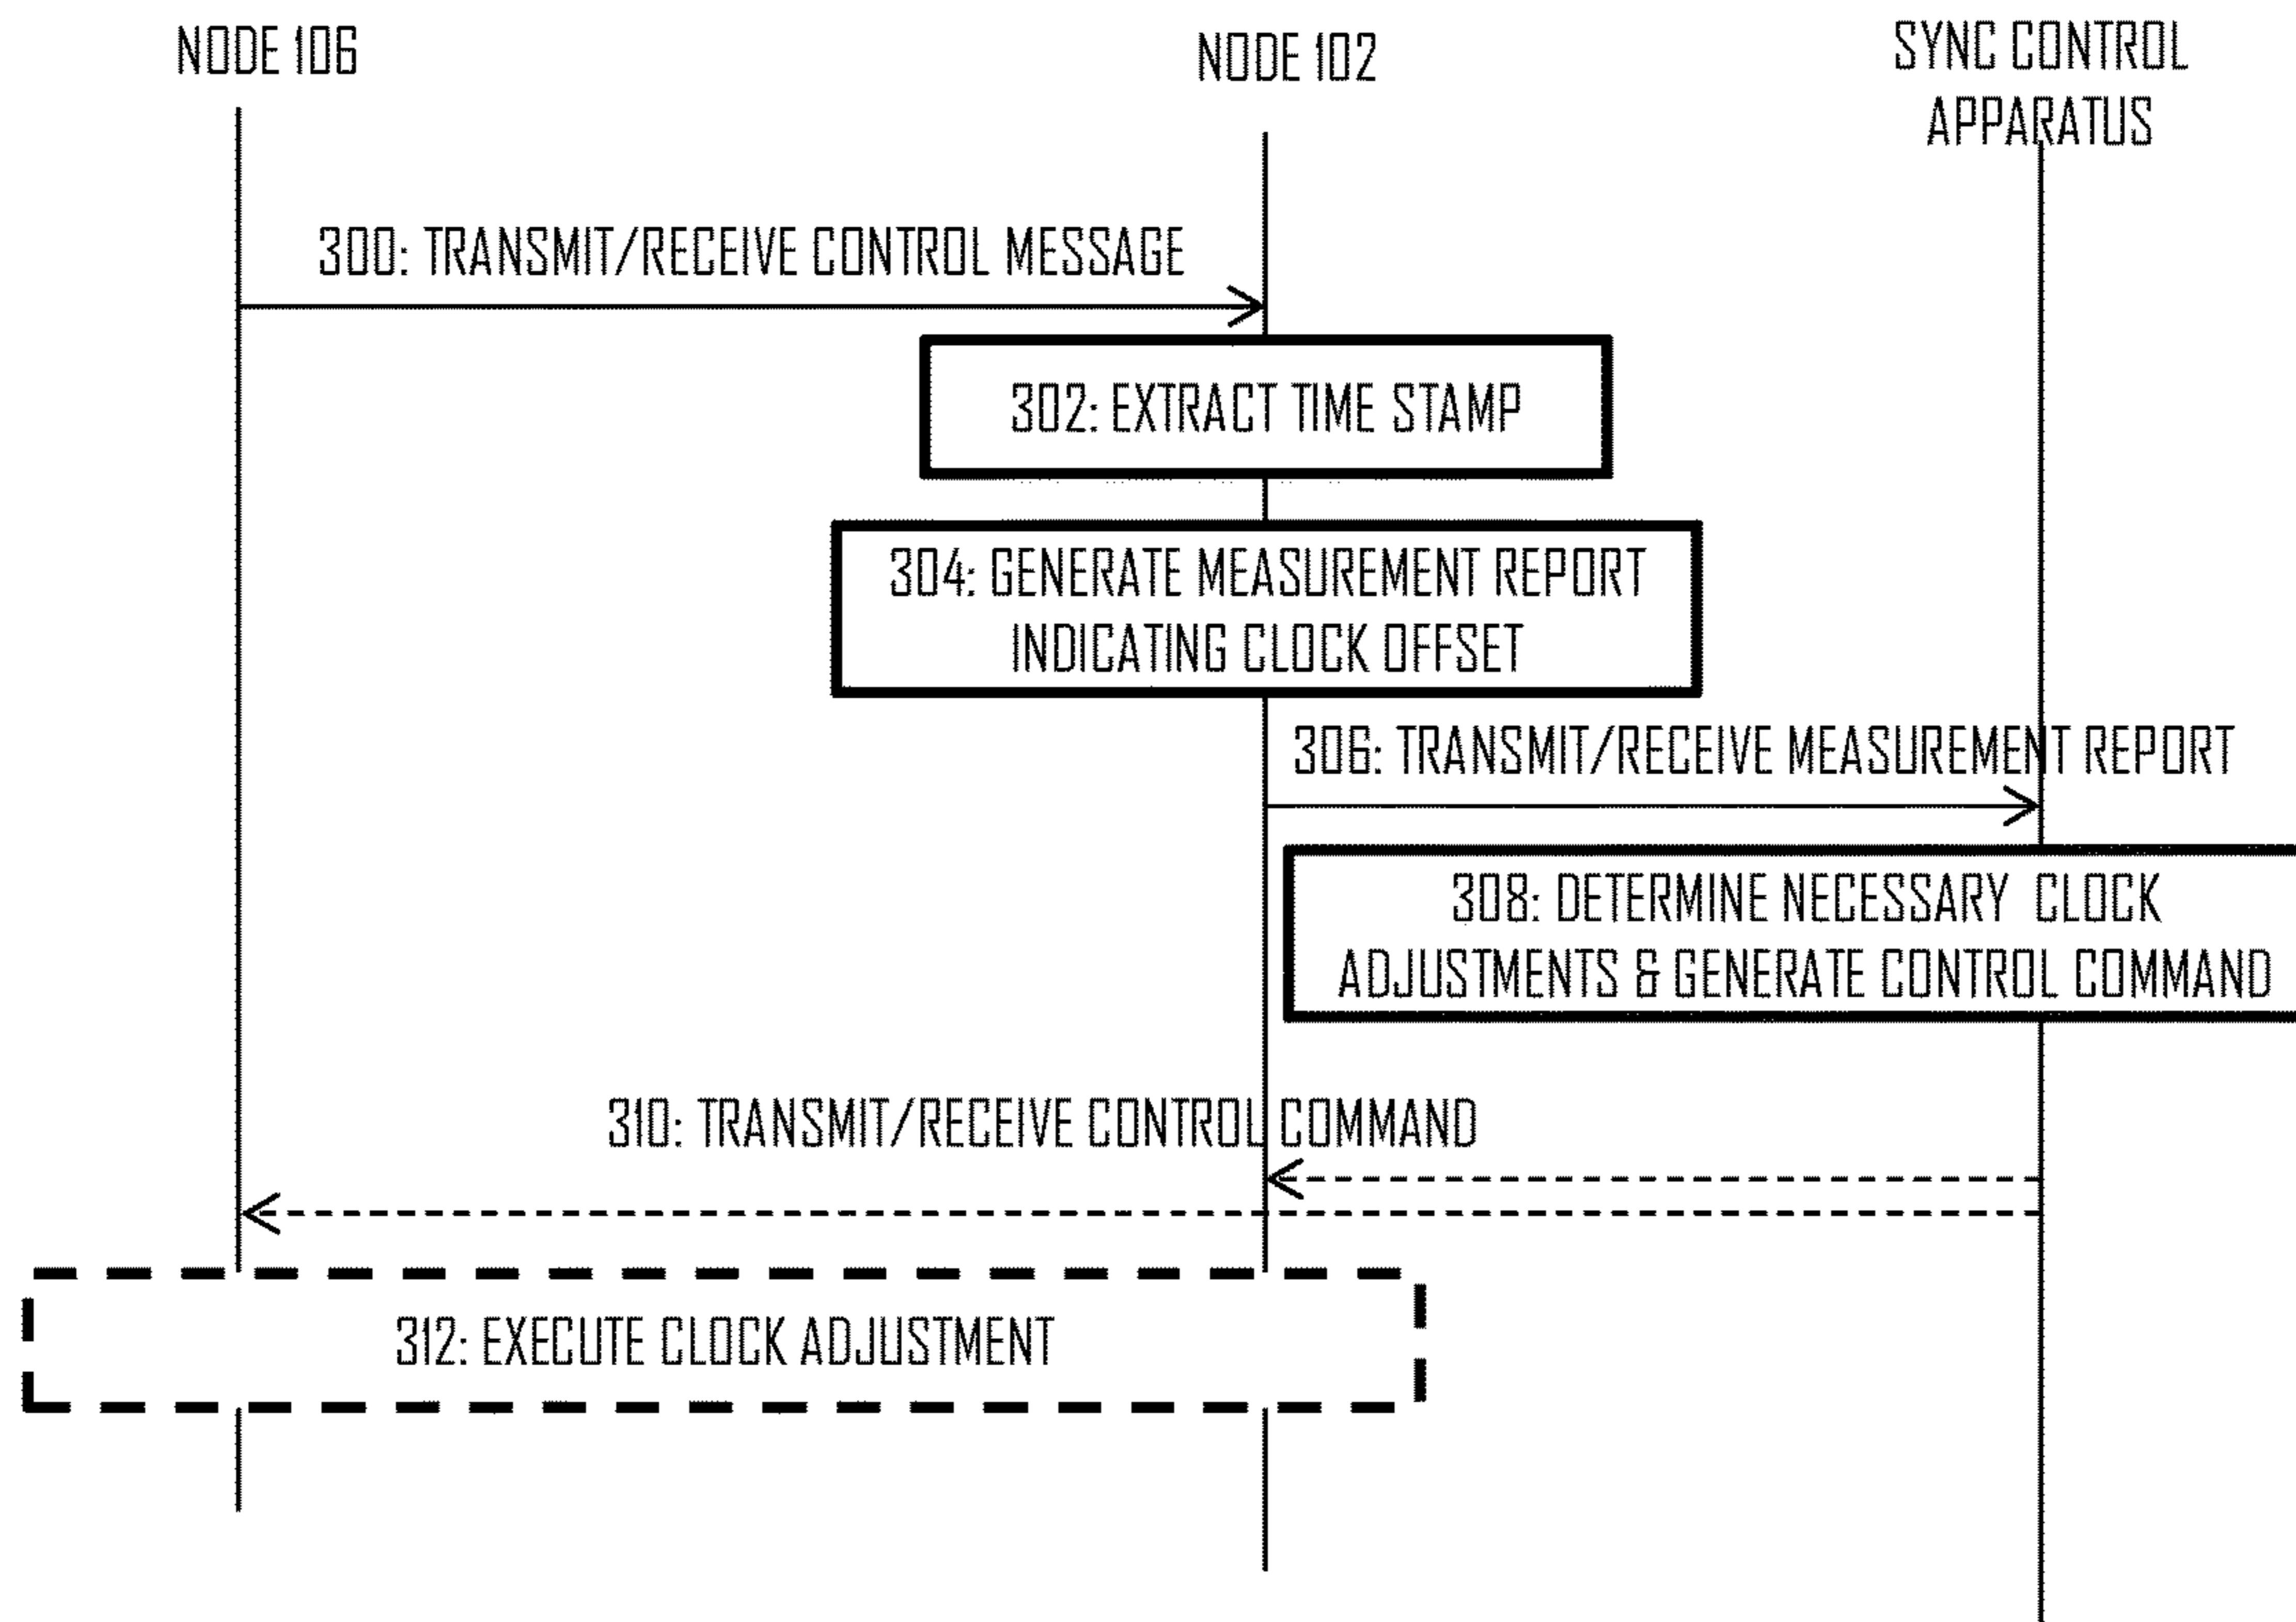 NODE 106
NODE 102
SYNC CONTROL
APPARATUS
300: TRANSMIT/RECEIVE CONTROL MESSAGE
302: EXTRACT TIME STAMP
304: GENERATE MEASUREMENT REPORT
INDICATING CLOCK OFFSET
306: TRANSMIT/RECEIVE MEASUREMENT REPORT
308: DETERMINE NECESSARY CLOCK
ADJUSTMENTS & GENERATE CONTROL COMMAND
310: TRANSMIT/RECEIVE CONTROL COMMAND
312: EXECUTE CLOCK ADJUSTMENT